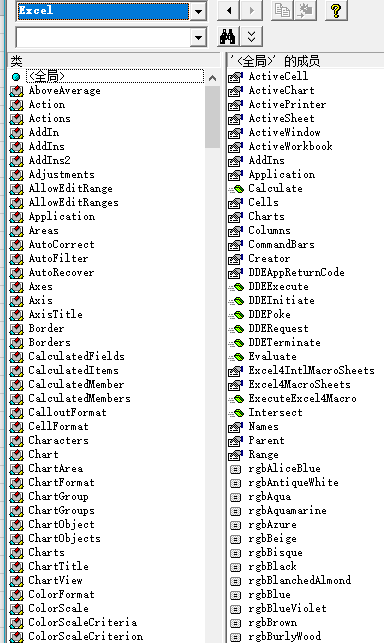 Excel
?
类
'<全局>' 的成员
<全局>
AboveAverage
Action
Actions
AddIn
AddIns
AddIns2
Adjustments
AllowEditRange
AllowEditRanges
Application
Areas
AutoCorrect
AutoFilter
AutoRecover
Axes
Axis
AxisTitle
Border
Borders
CalculatedFields
CalculatedItems
CalculatedMember
CalculatedMembers
CalloutFormat
CellFormat
Characters
Chart
ChartArea
ChartFormat
ChartGroup
ChartGroups
ChartObject
ChartObjects
Charts
ChartTitle
ChartView
ColorFormat
ColorScale
ColorScaleCriteria
ColorScaleCriterion
ActiveCell
ActiveChart
ActivePrinter
ActiveSheet
ActiveWindow
ActiveWorkbook
AddIns
Application
Calculate
Cells
Charts
Columns
CommandBars
Creator
DDEAppReturnCode
DDEExecute
DDEInitiate
DDEPoke
DDERequest
DDETerminate
Evaluate
Excel4IntlMacroSheets
Excel4MacroSheets
ExecuteExcel4Macro
Intersect
Names
Parent
Range
rgbAliceBlue
rgbAntiqueWhite
rgbAqua
rgbAquamarine
rgbAzure
rgbBeige
rgbBisque
rgbBlack
rgbBlanchedAlmond
rgbBlue
rgbBlueViolet
rgbBrown
rgbBurlyWood